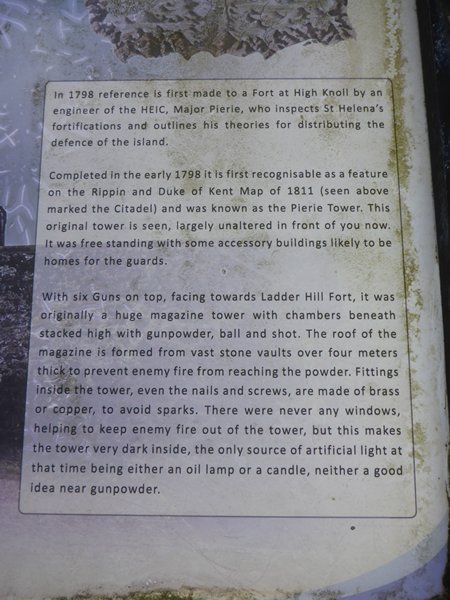 In 1798 reference is first made to a Fort at High Knoll by an
engineer of the HEIC, Major Pierie, who inspects St Helena's
fortifications and outlines his theories for distributing the
defence of the island.
Completed in the early 1798 it is first recognisable as a feature
on the Rippin and Duke of Kent Map of 1811 (seen above
marked the Citadel) and was known as the Pierie Tower. This
original tower is seen, largely unaltered in front of you now.
It was free standing with some accessory buildings likely to be
homes for the guards.
With six Guns on top, facing towards Ladder Hill Fort, it was
originally a huge magazine tower with chambers beneath
stacked high with gunpowder, ball and shot. The roof of the
magazine is formed from vast stone vaults over four meters
thick to prevent enemy fire from reaching the powder. Fittings
inside the tower, even the nails and screws, are made of brass
or copper, to avoid sparks. There were never any windows,
helping to keep enemy fire out of the tower, but this makes
the tower very dark inside, the only source of artificial light at
that time being either an oil lamp or a candle, neither a good
idea near gunpowder.